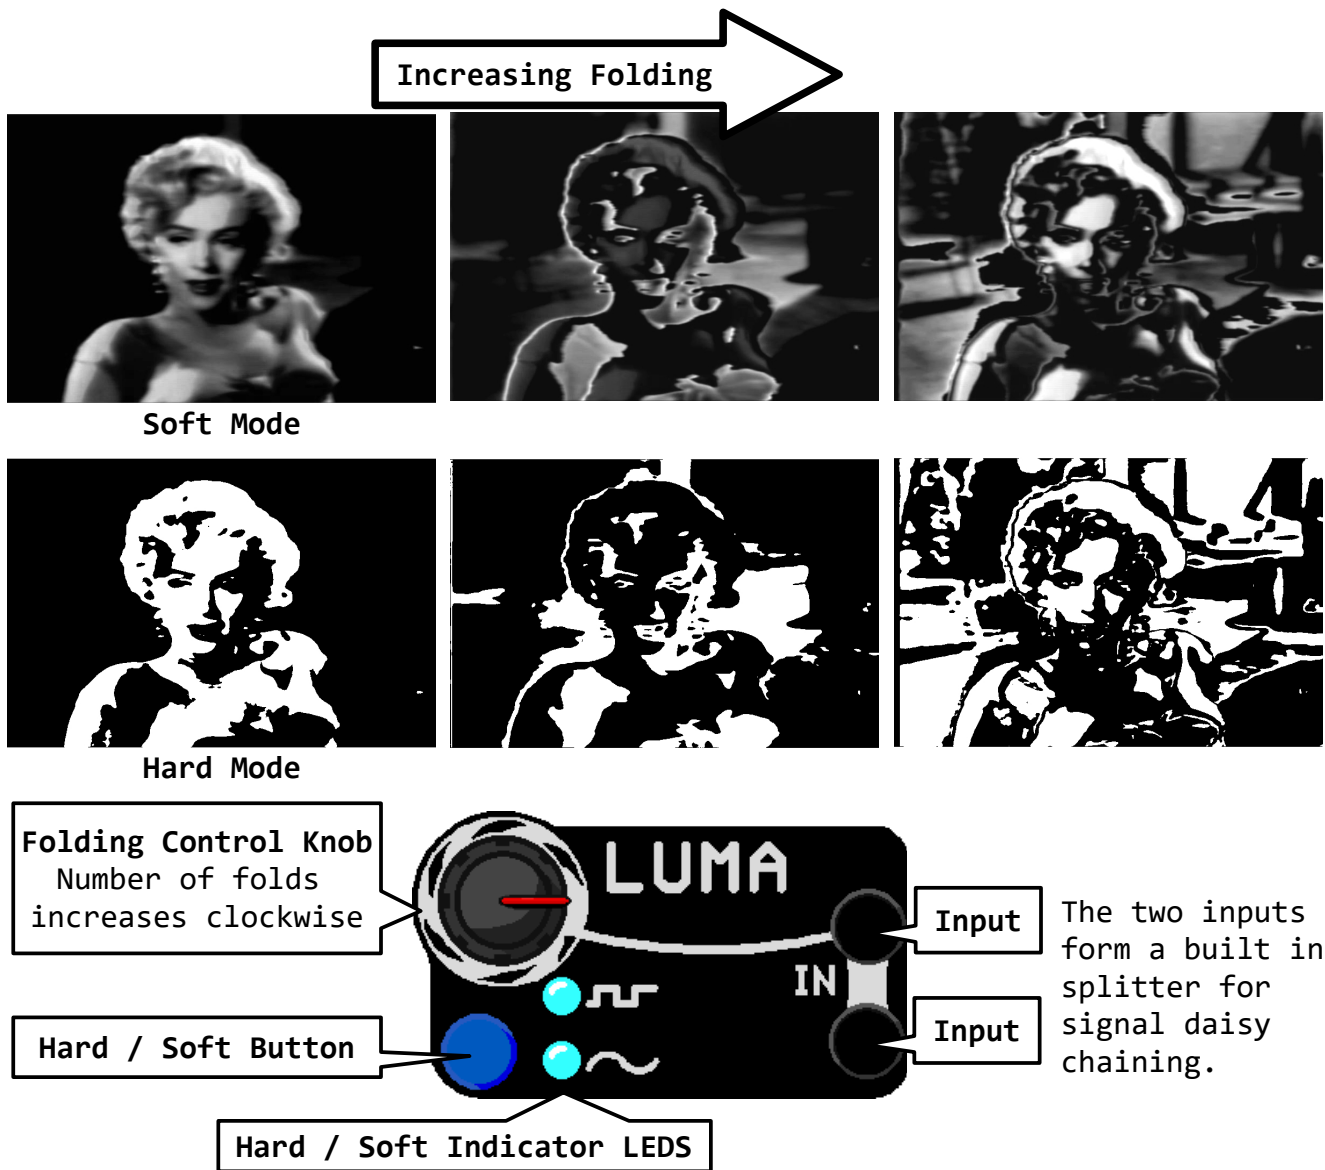 Increasing Folding
Soft Mode
Hard Mode
Folding Control Knob
Number of folds
increases clockwise
LUMA
Input
The two inputs
form a built in
splitter for
signal daisy
chaining.
IN
Input
Hard / Soft Button
Hard / Soft Indicator LEDS